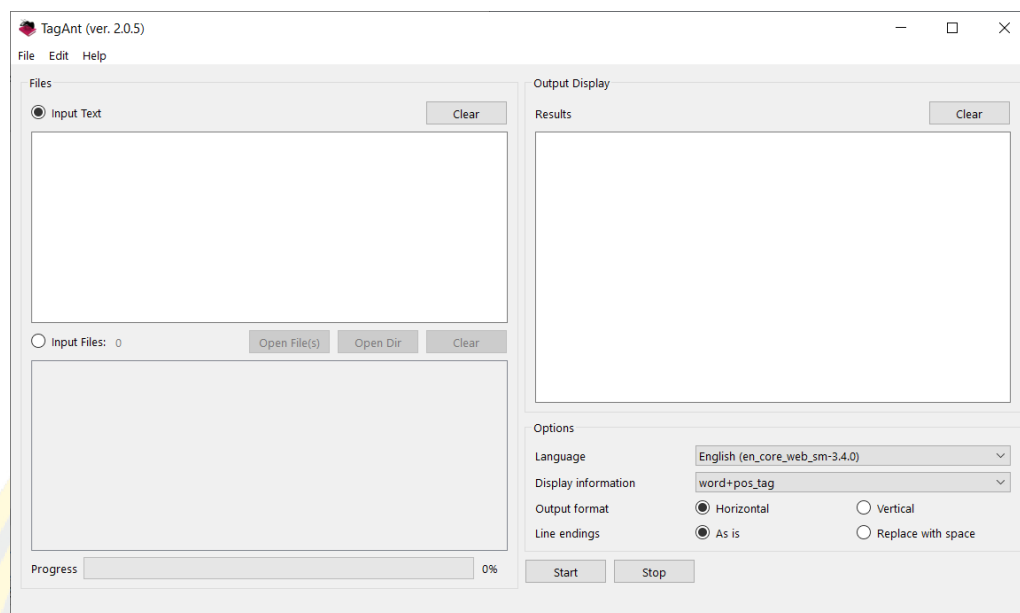 TagAnt (ver. 2.0.5)
File Edit Help
Files
Input Text Clear
Input Files: 0 Open File(s) Open Dir Clear
Progress 0%
Output Display
Results Clear
Options
Language English (en_core_web_sm-3.4.0)
Display information word+pos_tag
Output format Horizontal Vertical
Line endings As is Replace with space
Start Stop